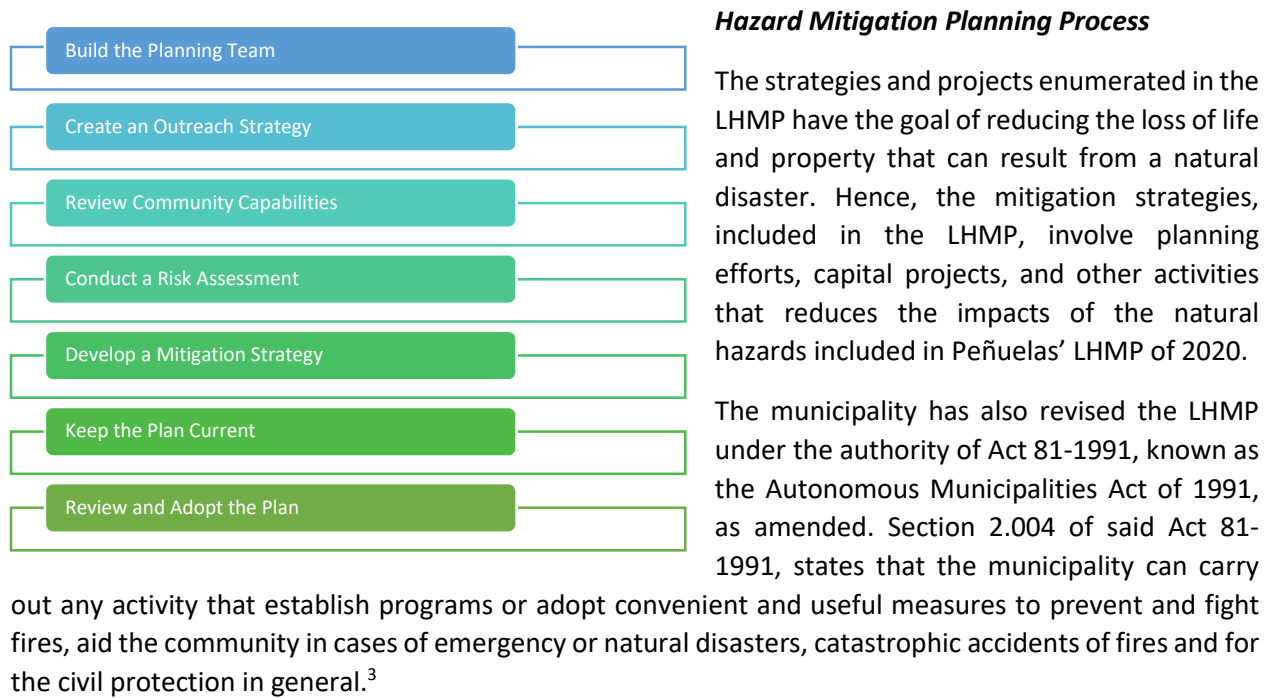 Build the Planning Team
Create an Outreach Strategy
Review Community Capabilities
Conduct a Risk Assessment
Develop a Mitigation Strategy
Keep the Plan Current
Review and Adopt the Plan
Hazard Mitigation Planning Process
The strategies and projects enumerated in the
LHMP have the goal of reducing the loss of life
and property that can result from a natural
disaster. Hence, the mitigation strategies,
included in the LHMP, involve planning
efforts, capital projects, and other activities
that reduces the impacts of the natural
hazards included in Peñuelas’ LHMP of 2020.
The municipality has also revised the LHMP
under the authority of Act 81-1991, known as
the Autonomous Municipalities Act of 1991,
as amended. Section 2.004 of said Act 81-
1991, states that the municipality can carry
out any activity that establish programs or adopt convenient and useful measures to prevent and fight
fires, aid the community in cases of emergency or natural disasters, catastrophic accidents of fires and for
the civil protection in general.³